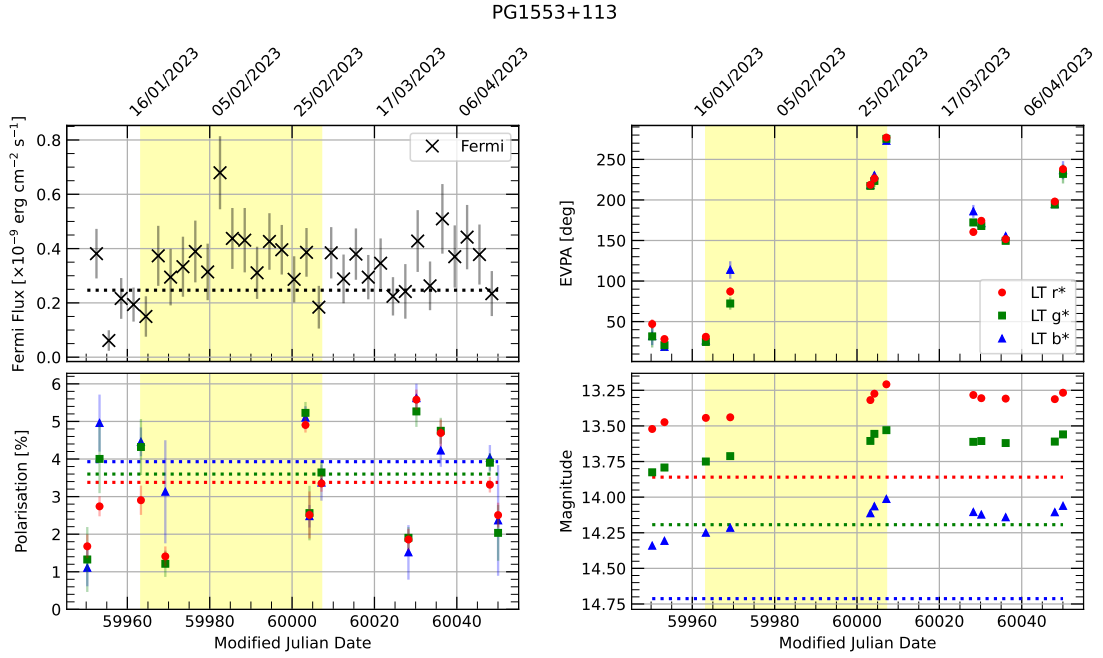 PG1553+113
16/01/2023 05/02/2023 25/02/2023 17/03/2023 06/04/2023
16/01/2023 05/02/2023 25/02/2023 17/03/2023 06/04/2023
Fermi Flux [×10⁻⁹ erg cm⁻² s⁻¹]
0.8
0.6
0.4
0.2
0.0
Fermi
EVPA [deg]
250
200
150
100
50
LT r*
LT g*
LT b*
Polarisation [%]
6
5
4
3
2
1
0
59960 59980 60000 60020 60040
Modified Julian Date
Magnitude
13.25
13.50
13.75
14.00
14.25
14.50
14.75
59960 59980 60000 60020 60040
Modified Julian Date